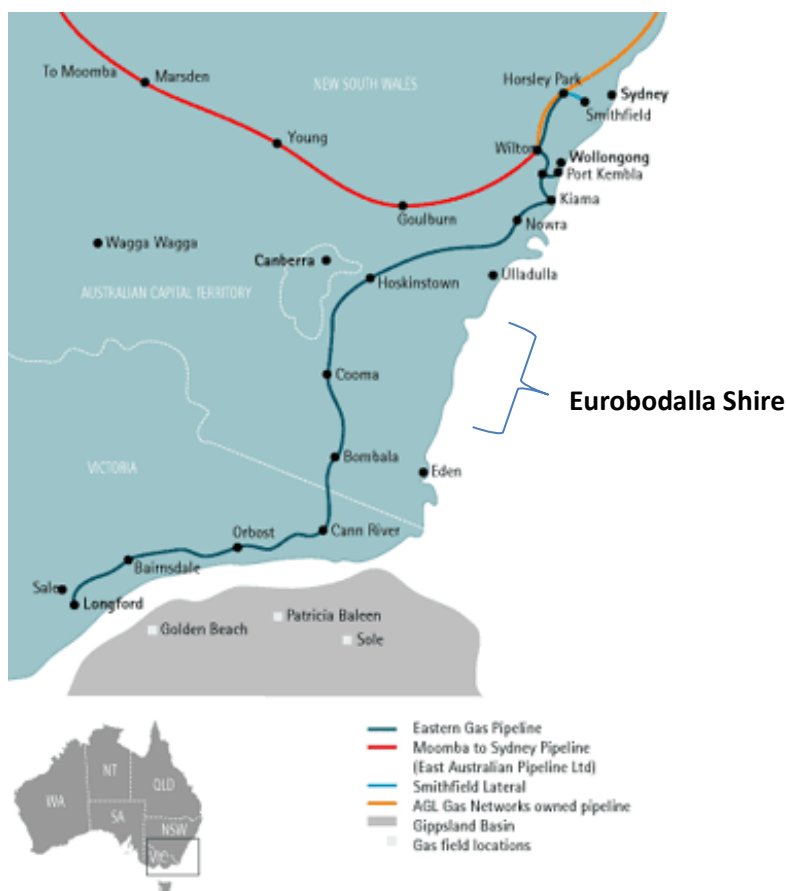 To Moomba
Marsden
NEW SOUTH WALES
Horsley Park
Sydney
Smithfield
Young
Wilton
Wollongong
Port Kembla
Kiama
Goulburn
Nowra
Wagga Wagga
Canberra
Hoskinstown
Ulladulla
AUSTRALIAN CAPITAL TERRITORY
Cooma
Eurobodalla Shire
Bombala
VICTORIA
Eden
Orbost
Cann River
Bairnsdale
Sale
Longford
Patricia Baleen
Golden Beach
Sole
Eastern Gas Pipeline
Moomba to Sydney Pipeline
(East Australian Pipeline Ltd)
Smithfield Lateral
AGL Gas Networks owned pipeline
Gippsland Basin
Gas field locations
NT
QLD
WA
SA
NSW
VIC